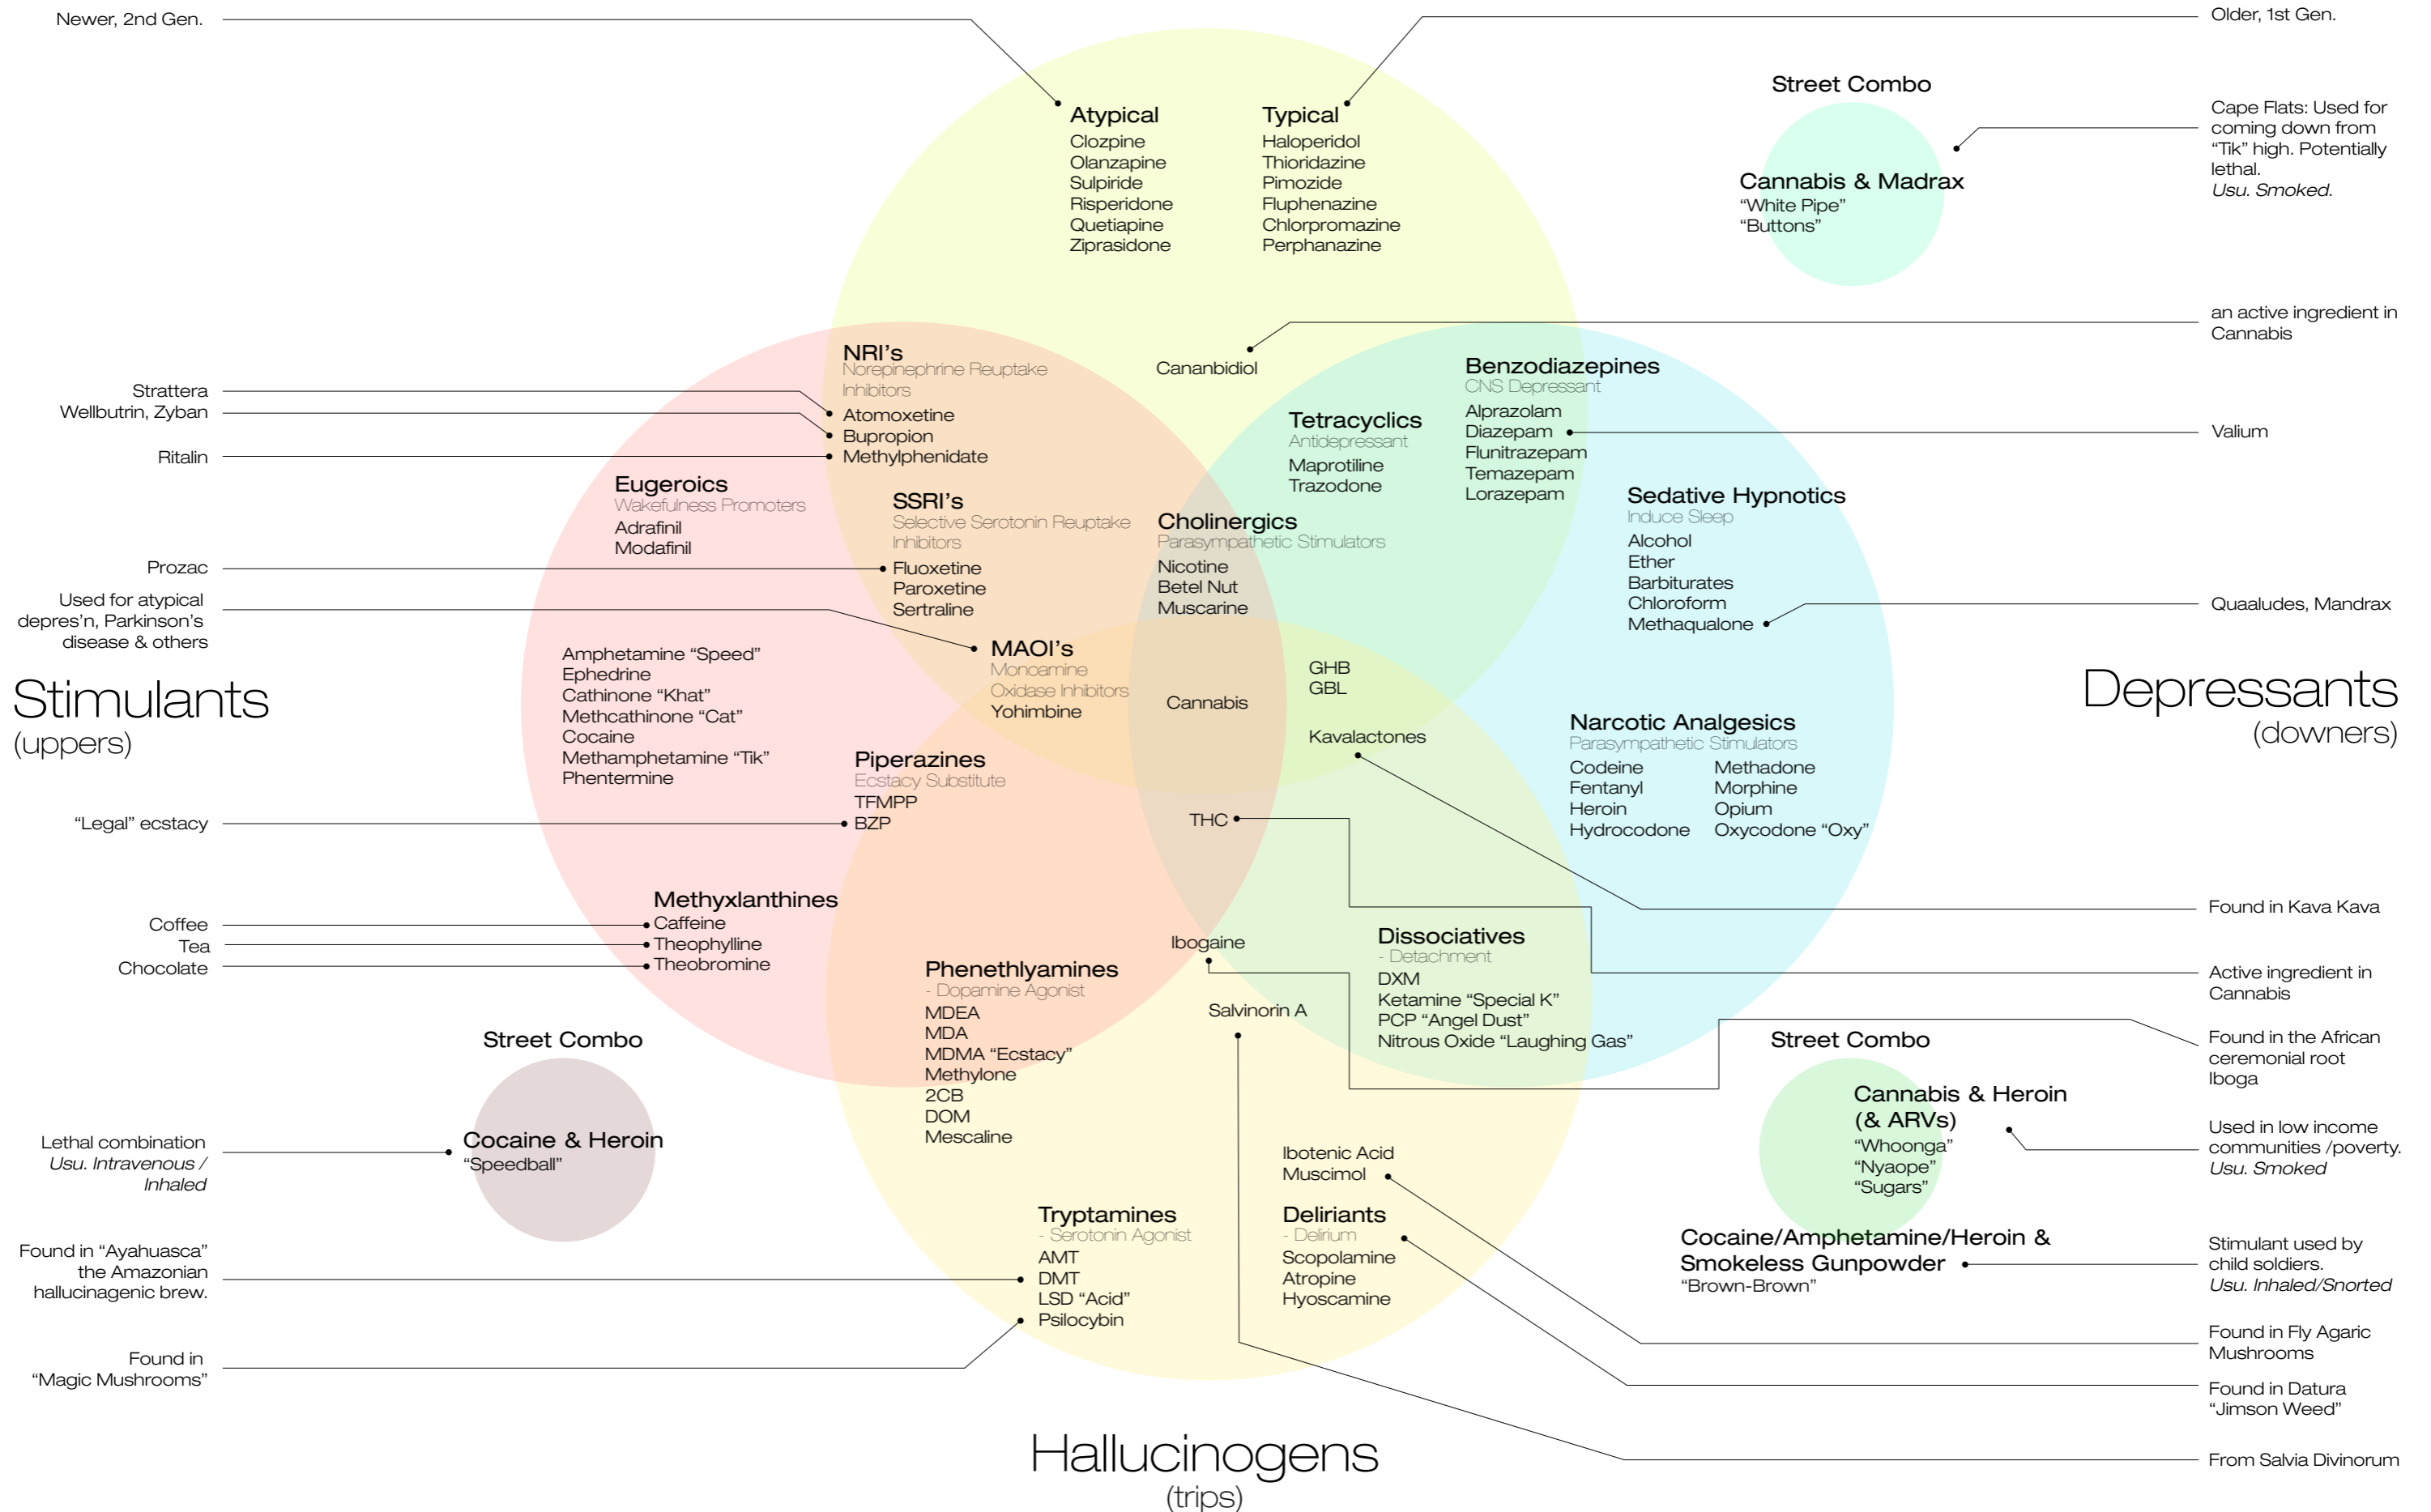 Newer, 2nd Gen.
Older, 1st Gen.
Atypical
Clozpine
Olanzapine
Sulpiride
Risperidone
Quetiapine
Ziprasidone
Typical
Haloperidol
Thioridazine
Pimozide
Fluphenazine
Chlorpromazine
Perphanazine
Street Combo
Cannabis & Madrax
“White Pipe”
“Buttons”
Cape Flats: Used for
coming down from
“Tik” high. Potentially
lethal.
Usu. Smoked.
an active ingredient in
Cannabis
Cananbidiol
NRI’s
Norepinephrine Reuptake
Inhibitors
Atomoxetine
Bupropion
Methylphenidate
Strattera
Wellbutrin, Zyban
Ritalin
Tetracyclics
Antidepressant
Maprotiline
Trazodone
Benzodiazepines
CNS Depressant
Alprazolam
Diazepam
Flunitrazepam
Temazepam
Lorazepam
Valium
Eugeroics
Wakefulness Promoters
Adrafinil
Modafinil
SSRI’s
Selective Serotonin Reuptake
Inhibitors
Fluoxetine
Paroxetine
Sertraline
Prozac
Cholinergics
Parasympathetic Stimulators
Nicotine
Betel Nut
Muscarine
Sedative Hypnotics
Induce Sleep
Alcohol
Ether
Barbiturates
Chloroform
Methaqualone
Quaaludes, Mandrax
Used for atypical
depres’n, Parkinson’s
disease & others
MAOI’s
Monoamine
Oxidase Inhibitors
Yohimbine
Stimulants
(uppers)
Amphetamine “Speed”
Ephedrine
Cathinone “Khat”
Methcathinone “Cat”
Cocaine
Methamphetamine “Tik”
Phentermine
Cannabis
GHB
GBL
Kavalactones
Depressants
(downers)
Narcotic Analgesics
Parasympathetic Stimulators
Codeine
Fentanyl
Heroin
Hydrocodone
Methadone
Morphine
Opium
Oxycodone “Oxy”
Piperazines
Ecstacy Substitute
TFMPP
BZP
“Legal” ecstacy
THC
Found in Kava Kava
Methyxlanthines
Caffeine
Theophylline
Theobromine
Coffee
Tea
Chocolate
Ibogaine
Salvinorin A
Dissociatives
- Detachment
DXM
Ketamine “Special K”
PCP “Angel Dust”
Nitrous Oxide “Laughing Gas”
Active ingredient in
Cannabis
Phenethlyamines
- Dopamine Agonist
MDEA
MDA
MDMA “Ecstacy”
Methylone
2CB
DOM
Mescaline
Found in the African
ceremonial root
Iboga
Street Combo
Cocaine & Heroin
“Speedball”
Lethal combination
Usu. Intravenous /
Inhaled
Street Combo
Cannabis & Heroin
(& ARVs)
“Whoonga”
“Nyaope”
“Sugars”
Used in low income
communities /poverty.
Usu. Smoked
Ibotenic Acid
Muscimol
Tryptamines
- Serotonin Agonist
AMT
DMT
LSD “Acid”
Psilocybin
Deliriants
- Delirium
Scopolamine
Atropine
Hyoscamine
Cocaine/Amphetamine/Heroin &
Smokeless Gunpowder
“Brown-Brown”
Stimulant used by
child soldiers.
Usu. Inhaled/Snorted
Found in “Ayahuasca”
the Amazonian
hallucinagenic brew.
Found in
“Magic Mushrooms”
Found in Fly Agaric
Mushrooms
Found in Datura
“Jimson Weed”
From Salvia Divinorum
Hallucinogens
(trips)